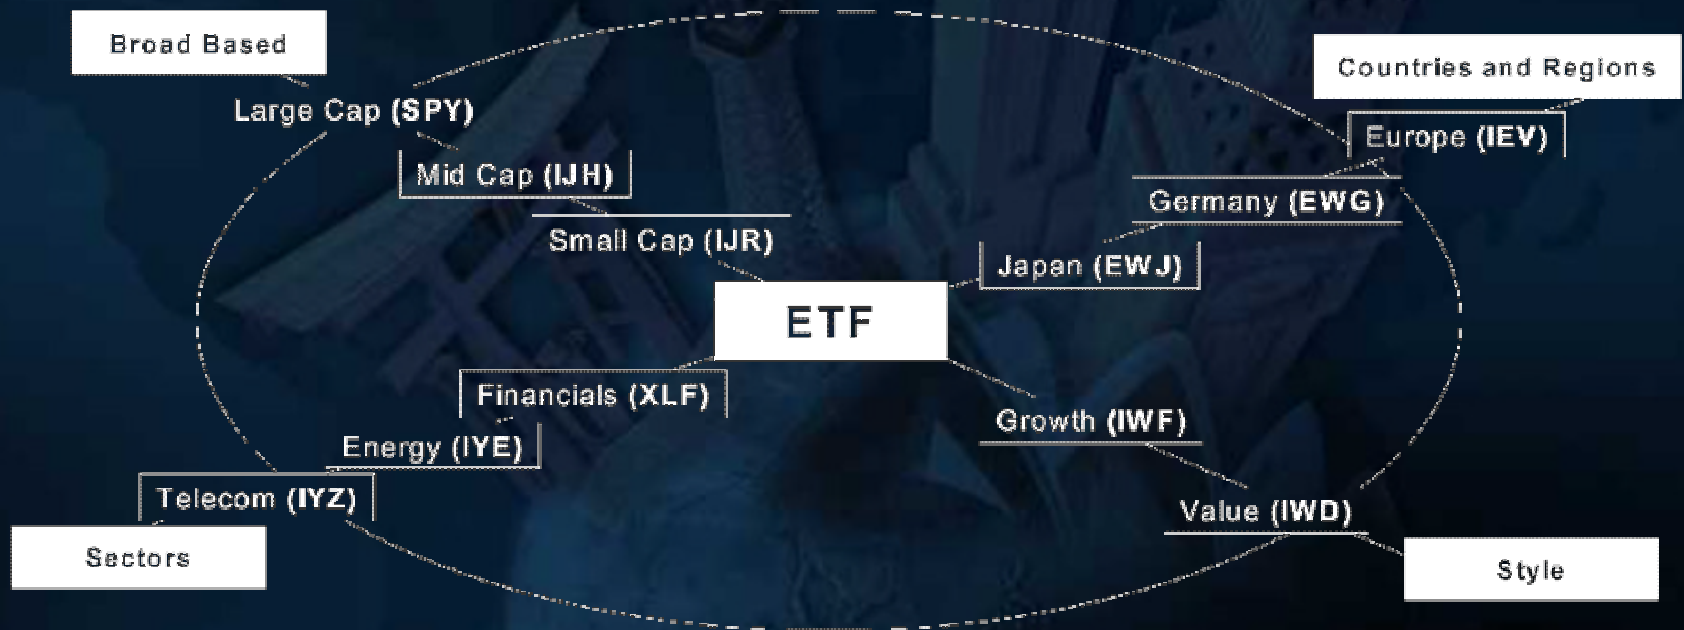 Broad Based
Large Cap (SPY)
Mid Cap (IJH)
Small Cap (IJR)
Countries and Regions
Europe (IEV)
Germany (EWG)
Japan (EWJ)
ETF
Financials (XLF)
Energy (IYE)
Telecom (IYZ)
Sectors
Growth (IWF)
Value (IWD)
Style